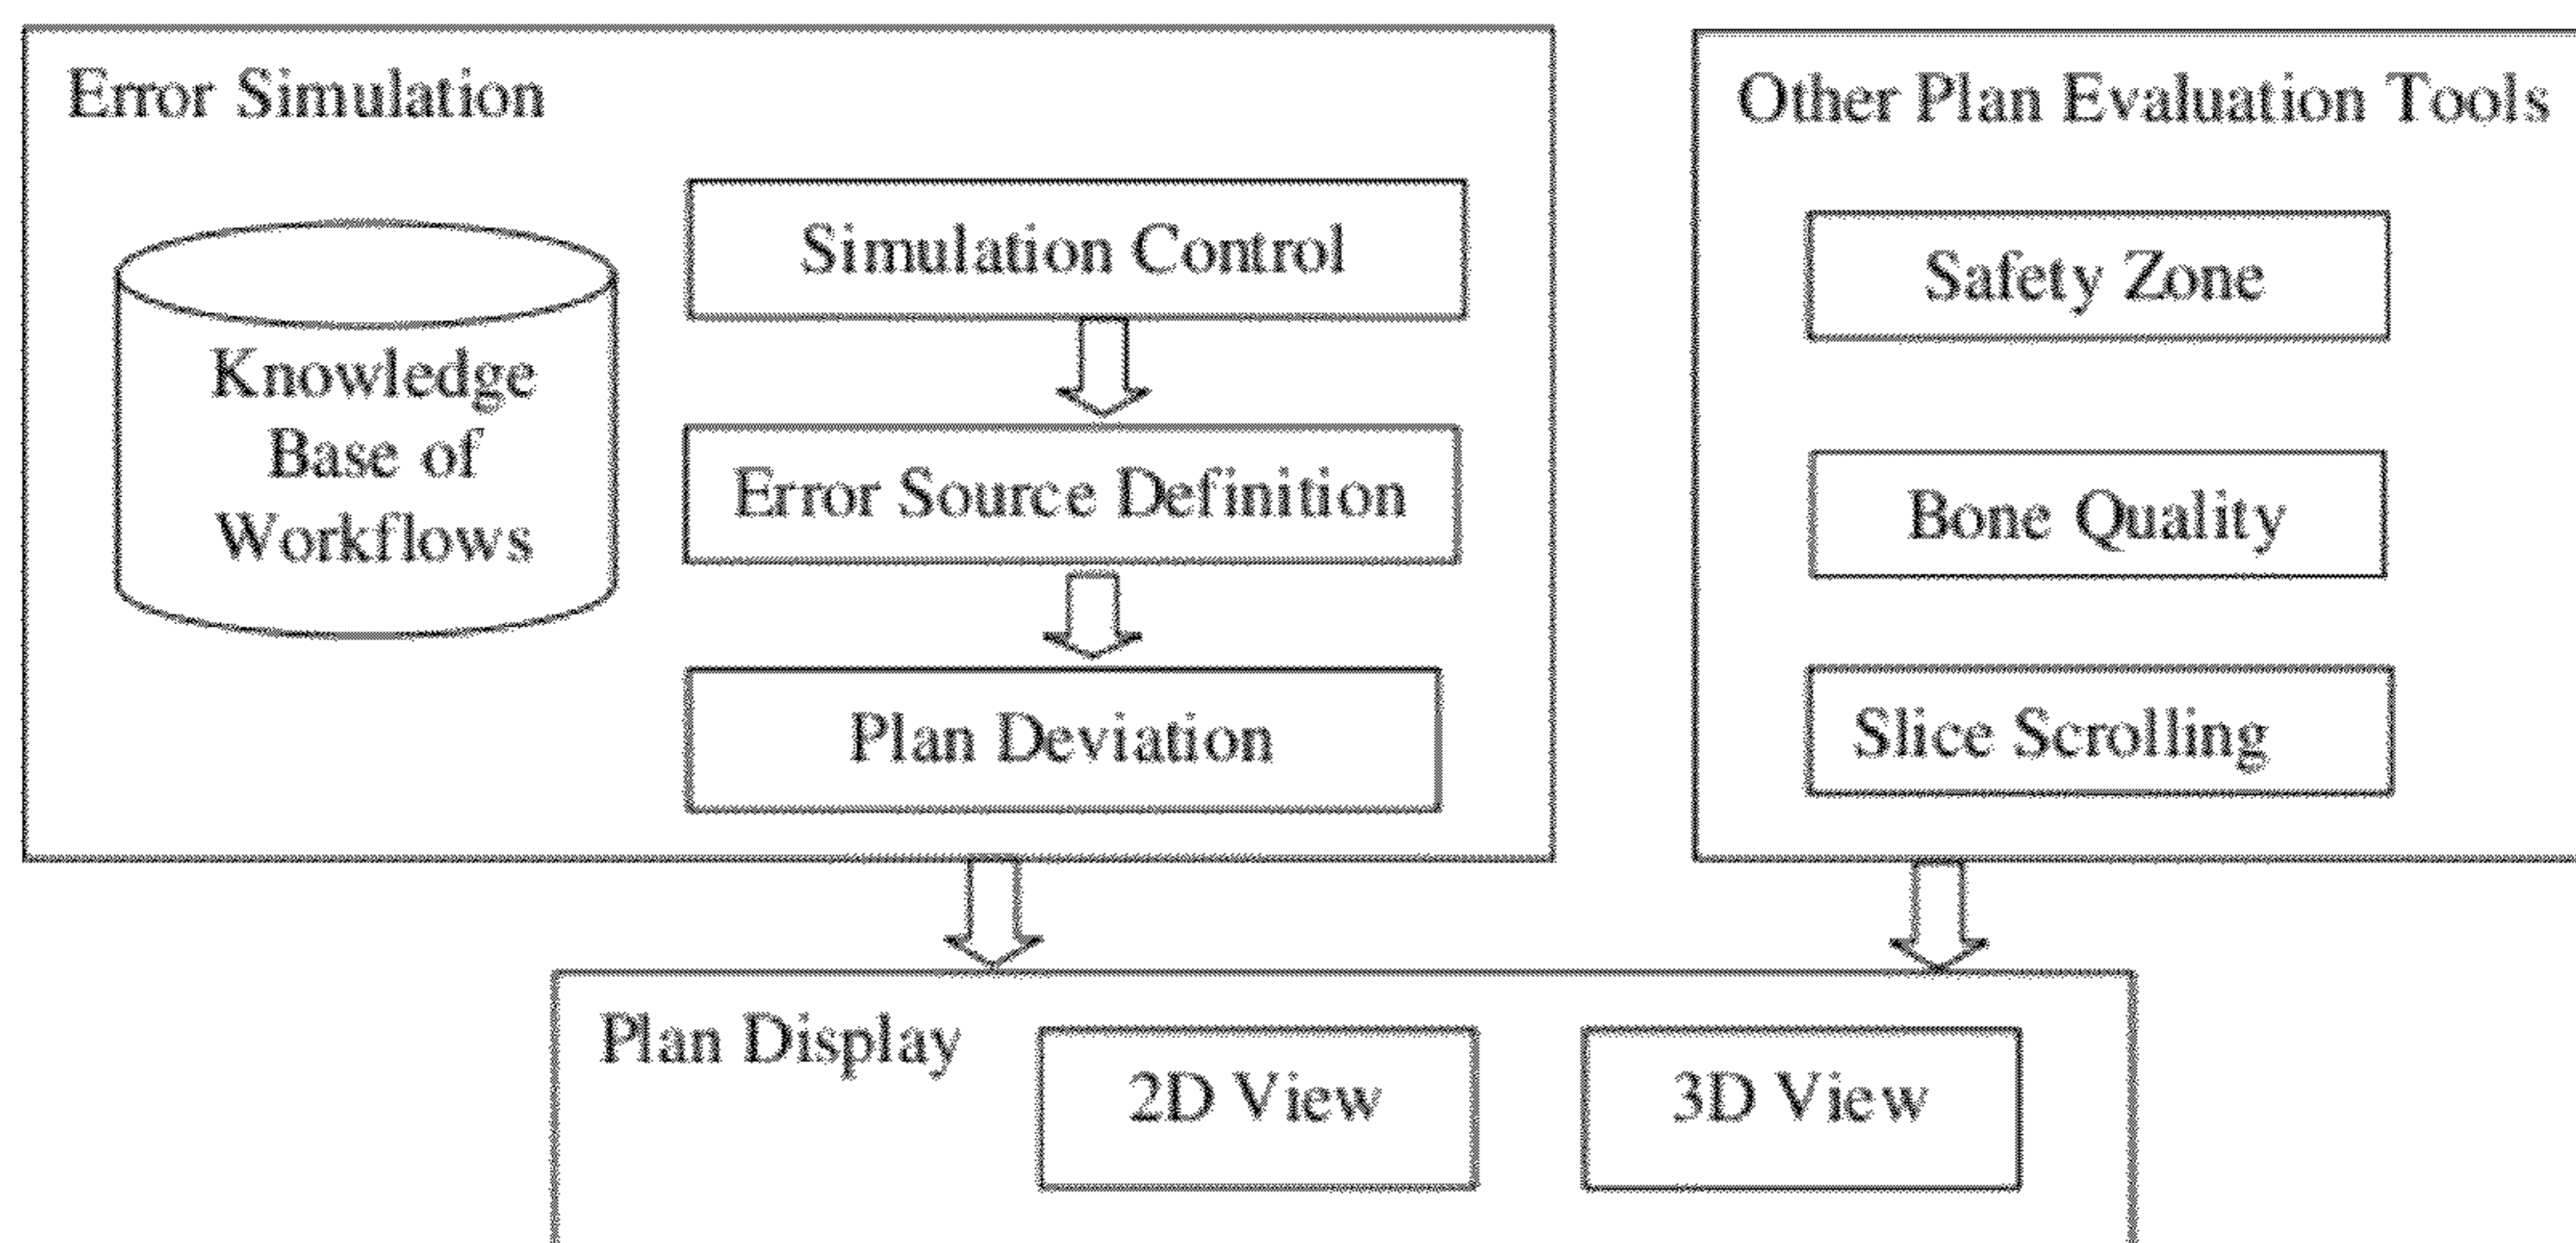 Error Simulation
Knowledge
Base of
Workflows
Simulation Control
Error Source Definition
Plan Deviation
Other Plan Evaluation Tools
Safety Zone
Bone Quality
Slice Scrolling
Plan Display
2D View
3D View